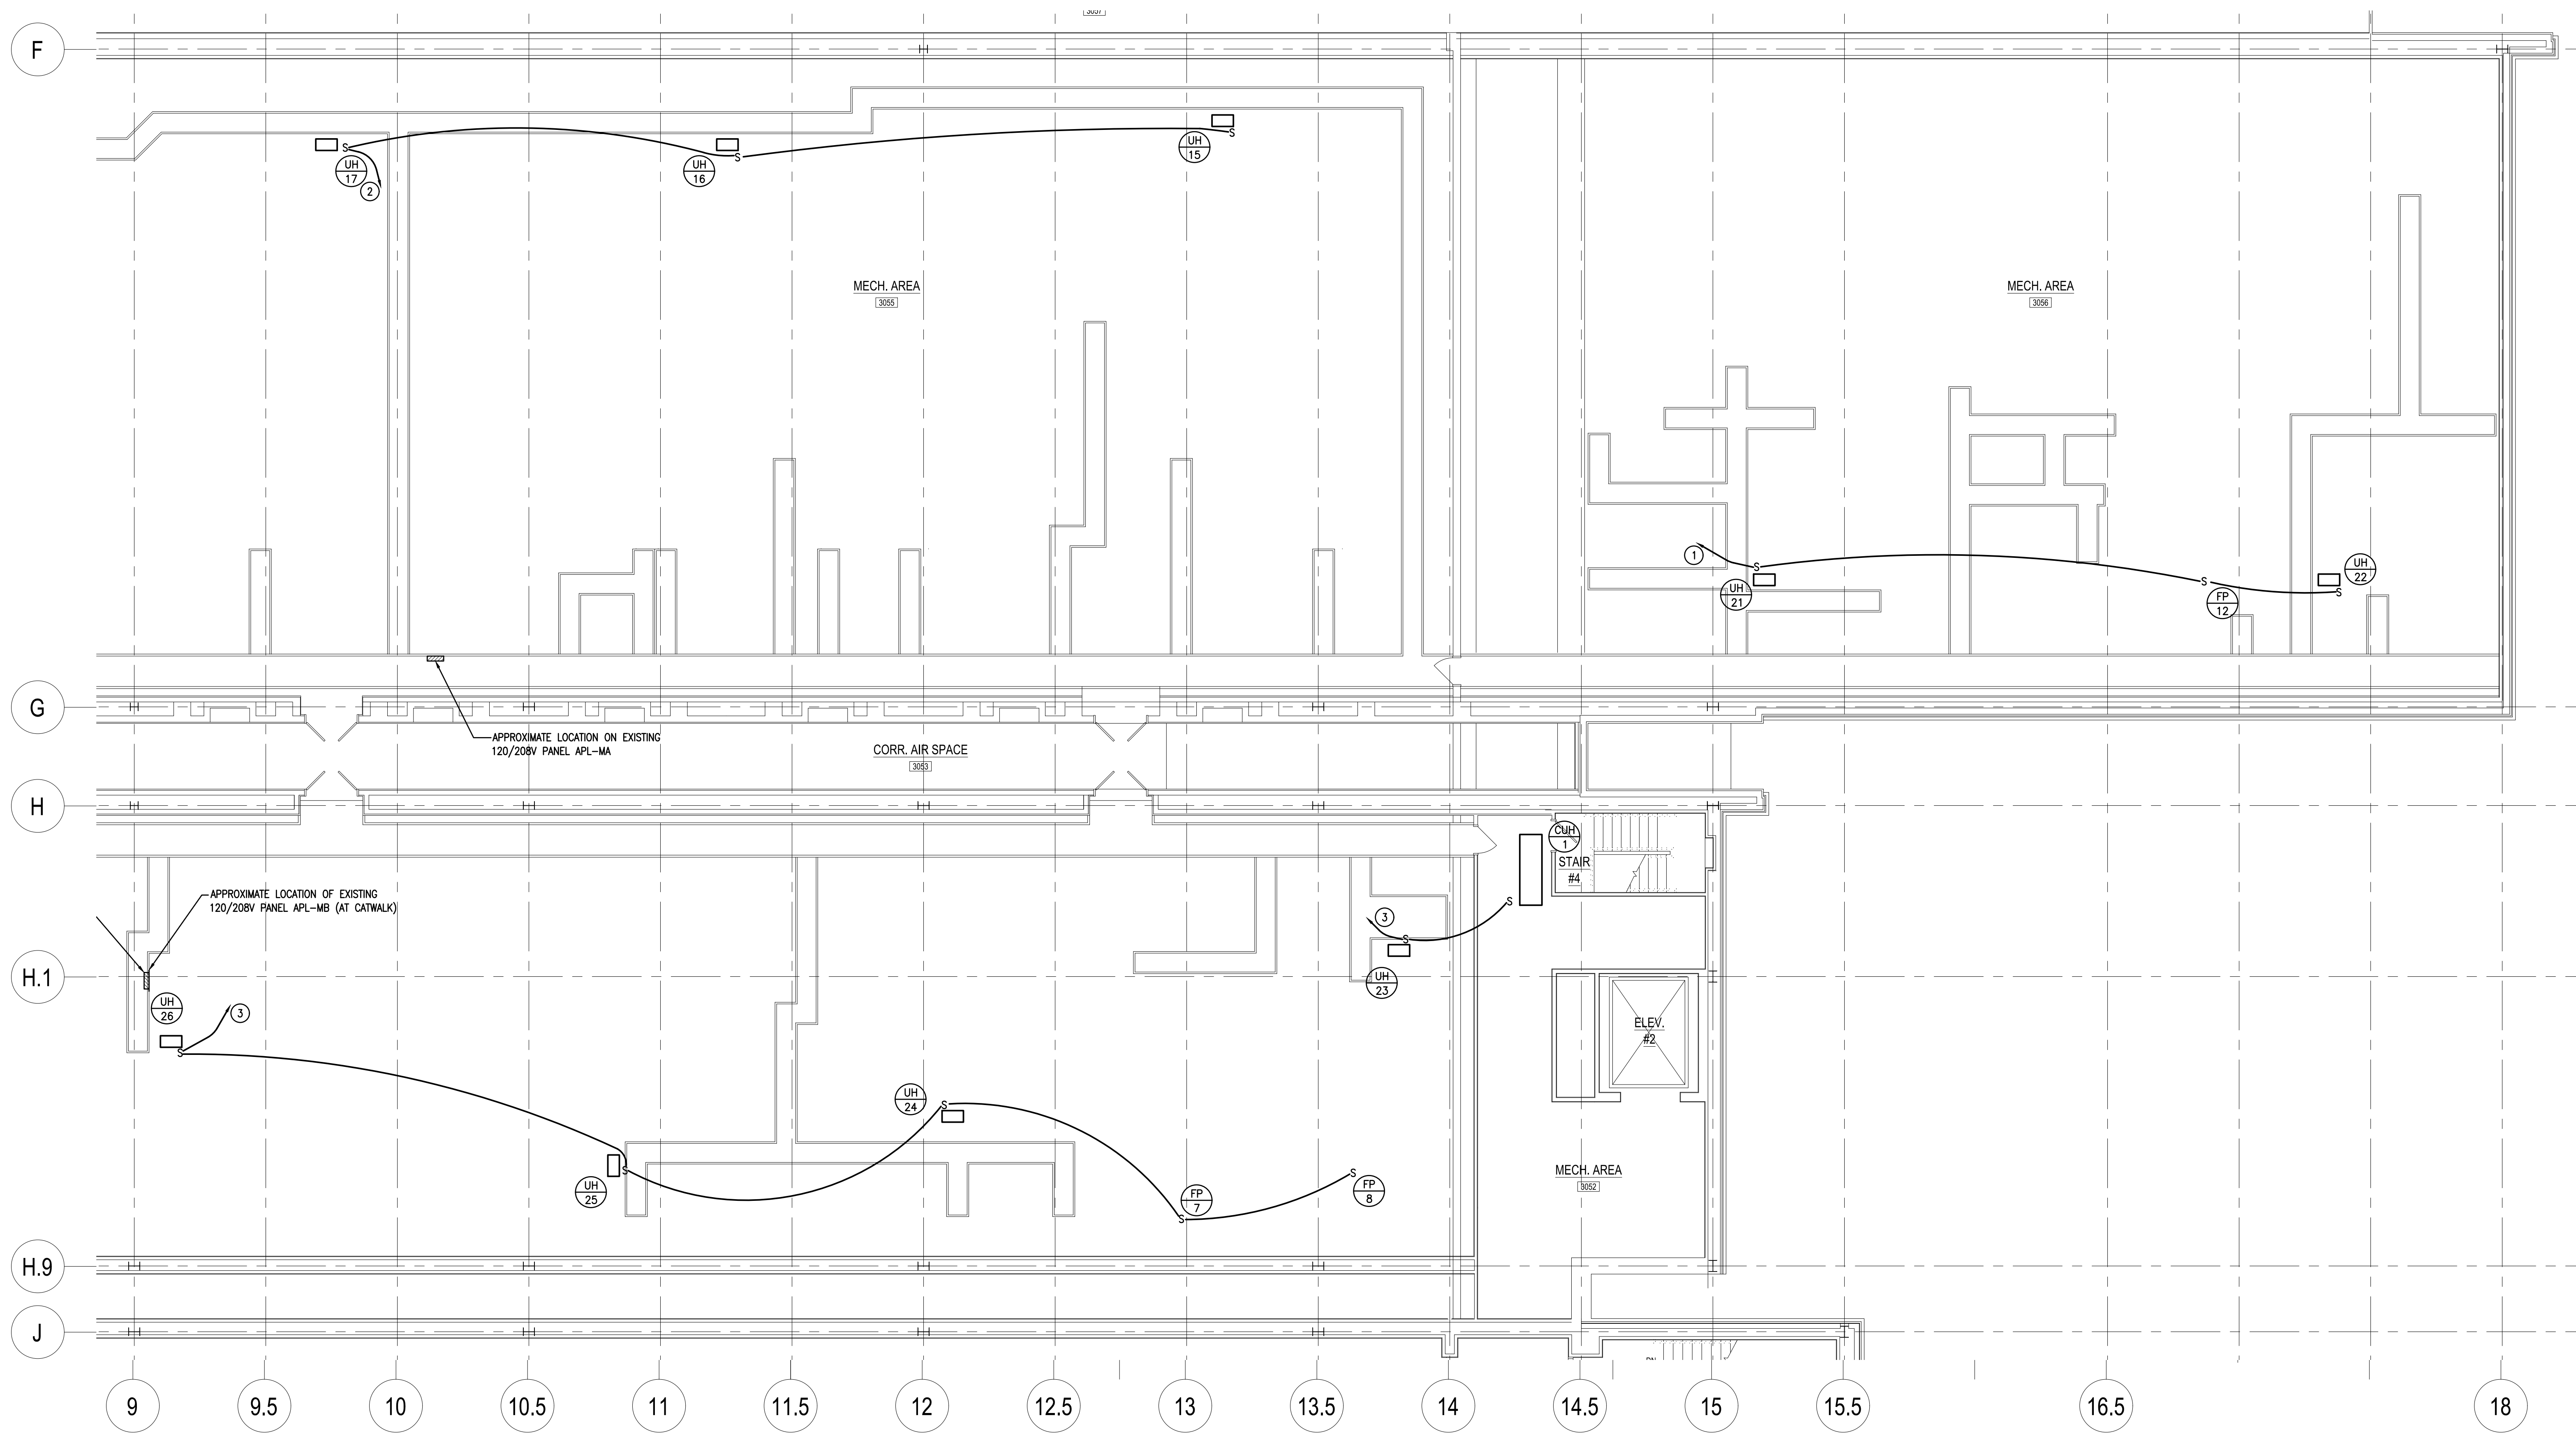 3057
F
S
S
S
UH
17
2
UH
16
UH
15
MECH. AREA
3055
MECH. AREA
3056
1
S
UH
21
S
FP
12
S
UH
22
G
APPROXIMATE LOCATION ON EXISTING
120/208V PANEL APL-MA
CORR. AIR SPACE
3053
H
CUH
1
STAIR
#4
APPROXIMATE LOCATION OF EXISTING
120/208V PANEL APL-MB (AT CATWALK)
S
3
S
H.1
UH
23
UH
26
3
S
ELEV.
#2
UH
24
S
S
UH
25
S
FP
8
FP
7
S
MECH. AREA
3052
H.9
J
9
9.5
10
10.5
11
11.5
12
12.5
13
13.5
14
14.5
15
15.5
16.5
18